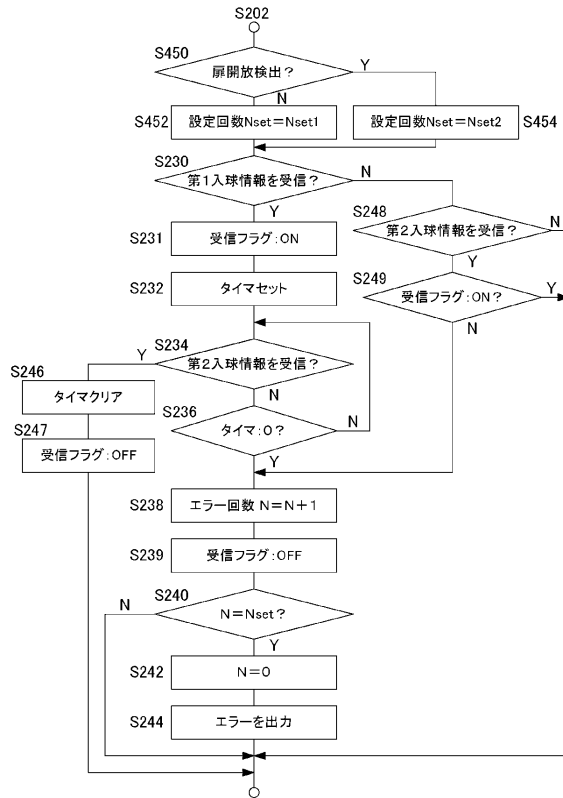 S202
S450
扉開放検出?
Y
N
S452
設定回数Nset=Nset1
設定回数Nset=Nset2
S454
S230
第1入球情報を受信?
N
Y
S248
第2入球情報を受信?
N
Y
S231
受信フラグ:ON
S249
受信フラグ:ON?
Y
N
S232
タイマセット
S234
第2入球情報を受信?
Y
N
S246
タイマクリア
S236
タイマ:0?
N
Y
S247
受信フラグ:OFF
S238
エラー回数 N=N+1
S239
受信フラグ:OFF
S240
N=Nset?
N
Y
S242
N=0
S244
エラーを出力